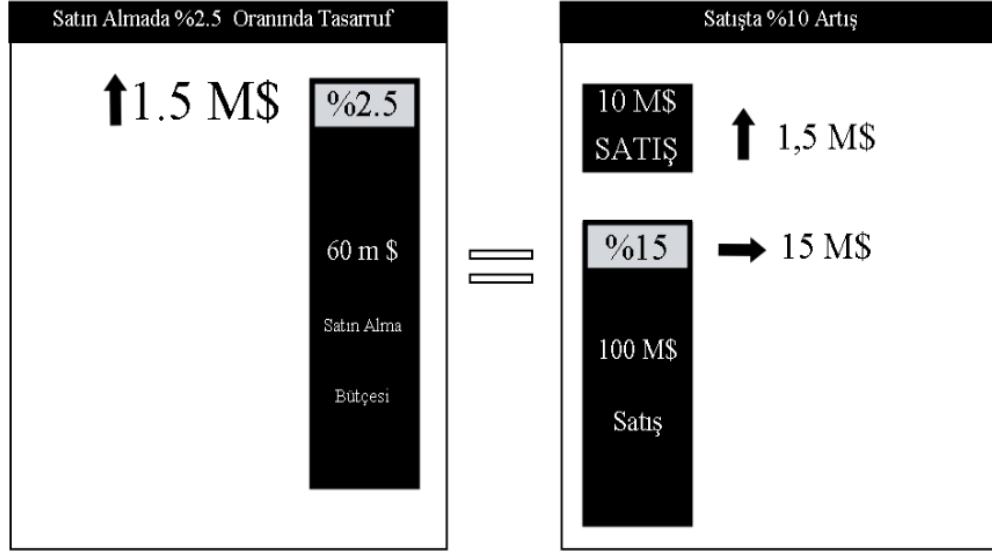 Satın Almada %2.5 Oranında Tasarruf
1.5 M$
%2.5
60 m $
Satın Alma
Bütçesi
Satışta %10 Artış
10 M$
SATIŞ
1,5 M$
%15
15 M$
100 M$
Satış